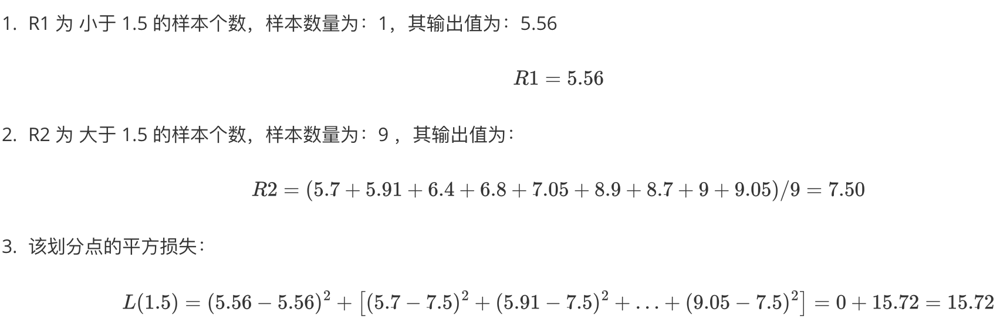 1. R1 为 小于 1.5 的样本个数，样本数量为：1，其输出值为：5.56
R1 = 5.56
2. R2 为 大于 1.5 的样本个数，样本数量为：9 ，其输出值为：
R2 = (5.7 + 5.91 + 6.4 + 6.8 + 7.05 + 8.9 + 8.7 + 9 + 9.05)/9 = 7.50
3. 该划分点的平方损失：
L(1.5) = (5.56 − 5.56)² + [(5.7 − 7.5)² + (5.91 − 7.5)² + . . . + (9.05 − 7.5)²] = 0 + 15.72 = 15.72